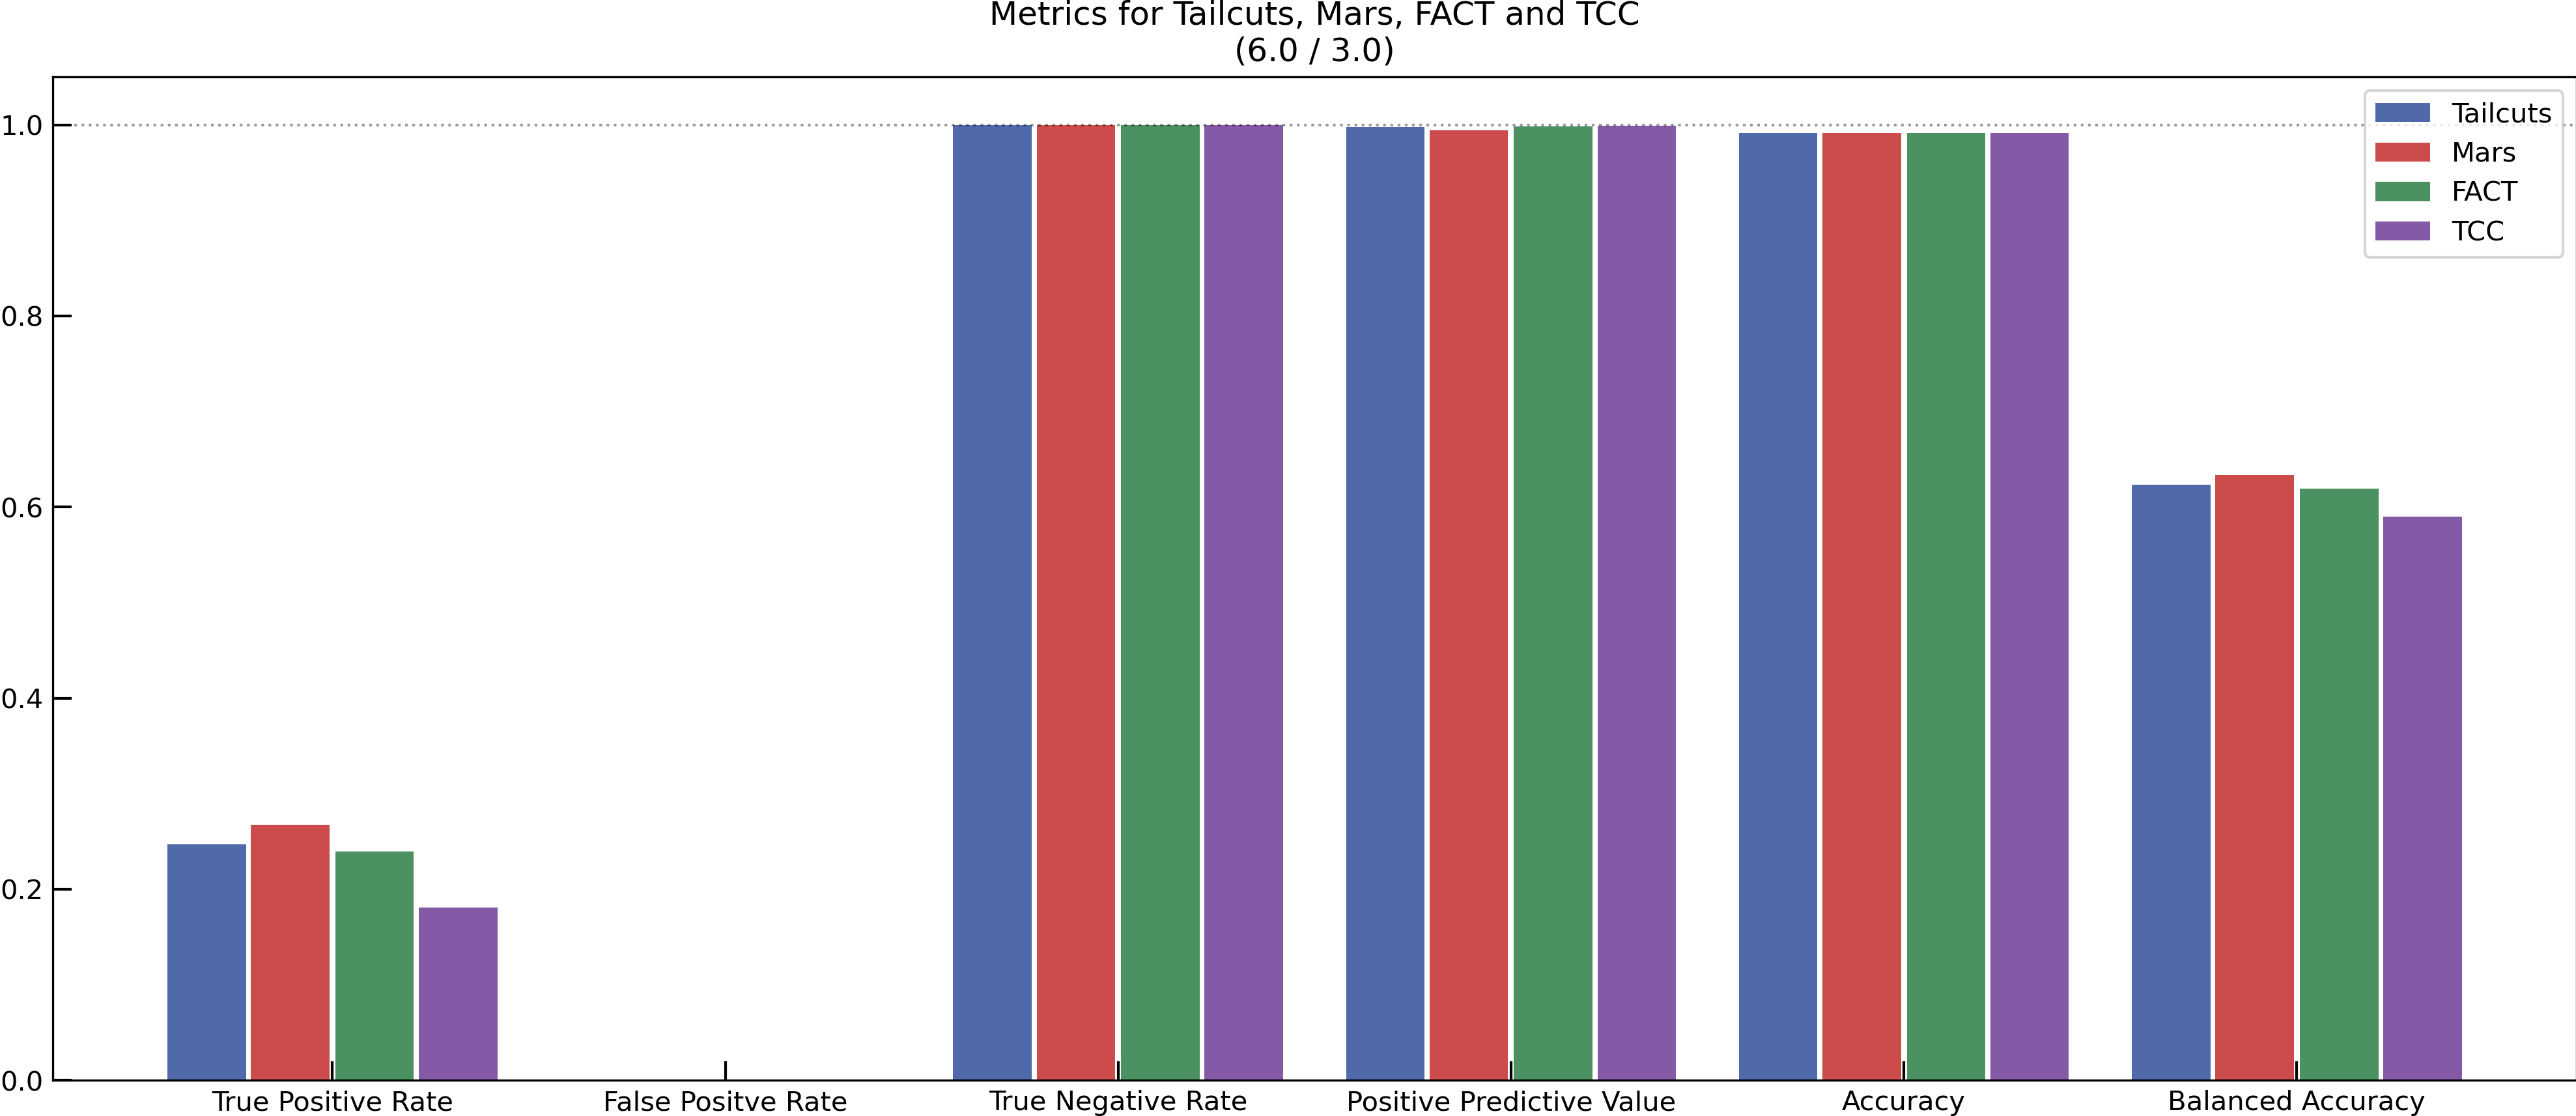 Metrics for Tailcuts, Mars, FACT and TCC
(6.0 / 3.0)
1.0
0.8
0.6
0.4
0.2
0.0
Tailcuts
Mars
FACT
TCC
True Positive Rate
False Positve Rate
True Negative Rate
Positive Predictive Value
Accuracy
Balanced Accuracy